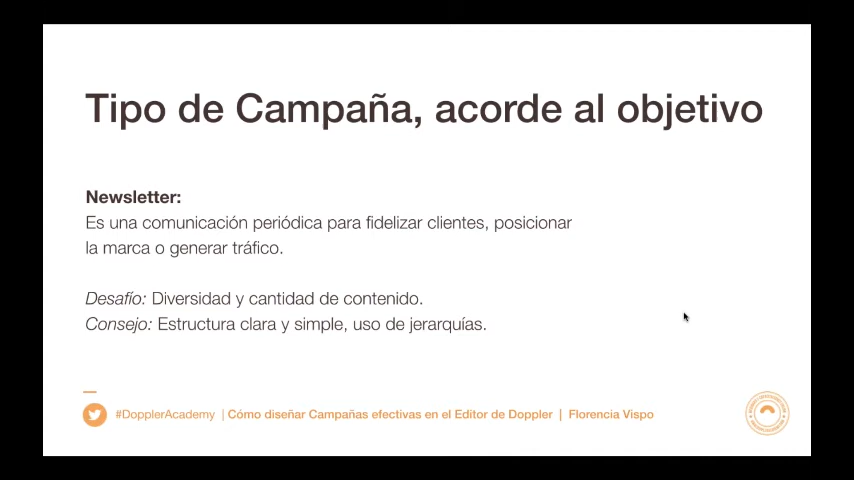 Tipo de Campaña, acorde al objetivo
Newsletter:
Es una comunicación periódica para fidelizar clientes, posicionar
la marca o generar tráfico.
Desafío: Diversidad y cantidad de contenido.
Consejo: Estructura clara y simple, uso de jerarquías.
#DopplerAcademy | Cómo diseñar Campañas efectivas en el Editor de Doppler | Florencia Vispo